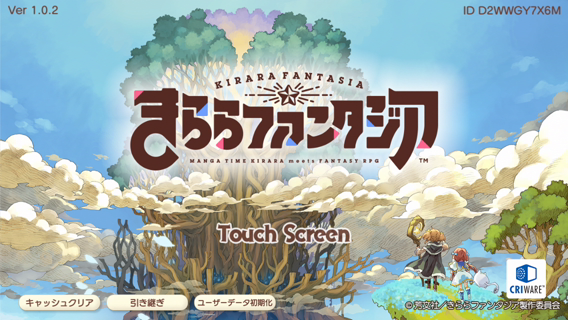 Ver 1.0.2
ID D2WWGY7X6M
KIRARA FANTASIA
きららファンタジア
MANGA TIME KIRARA meets FANTASY RPG
TM
Touch Screen
CRIWARE™
キャッシュクリア
引き継ぎ
ユーザーデータ初期化
© 芳文社/きららファンタジア製作委員会